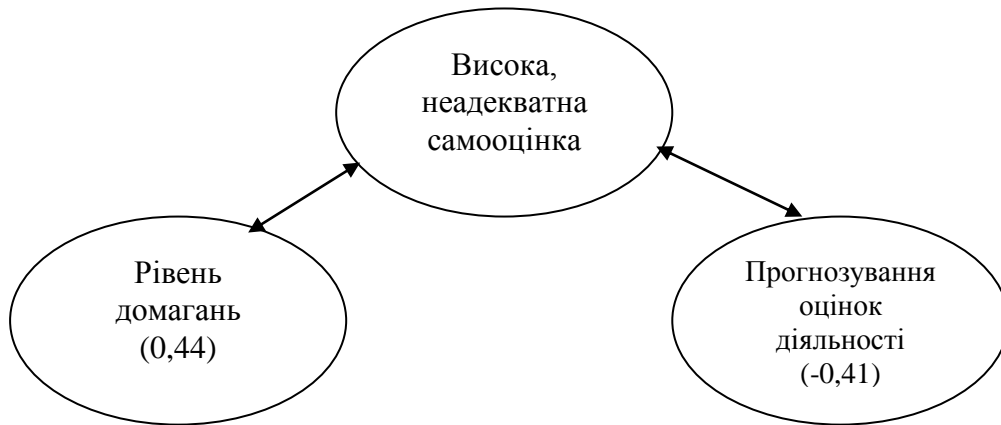 Висока,
неадекватна
самооцінка
Рівень
домагань
(0,44)
Прогнозування
оцінок
діяльності
(-0,41)